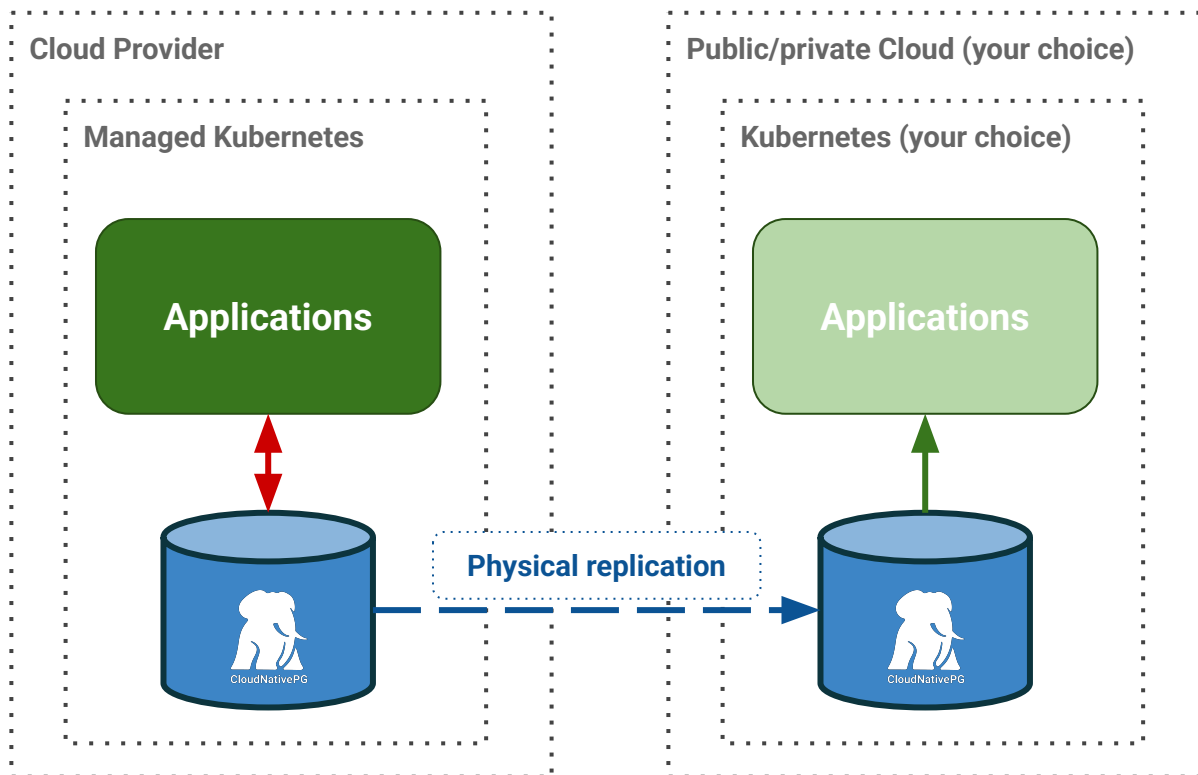 Cloud Provider
Managed Kubernetes
Applications
CloudNativePG
Physical replication
Public/private Cloud (your choice)
Kubernetes (your choice)
Applications
CloudNativePG